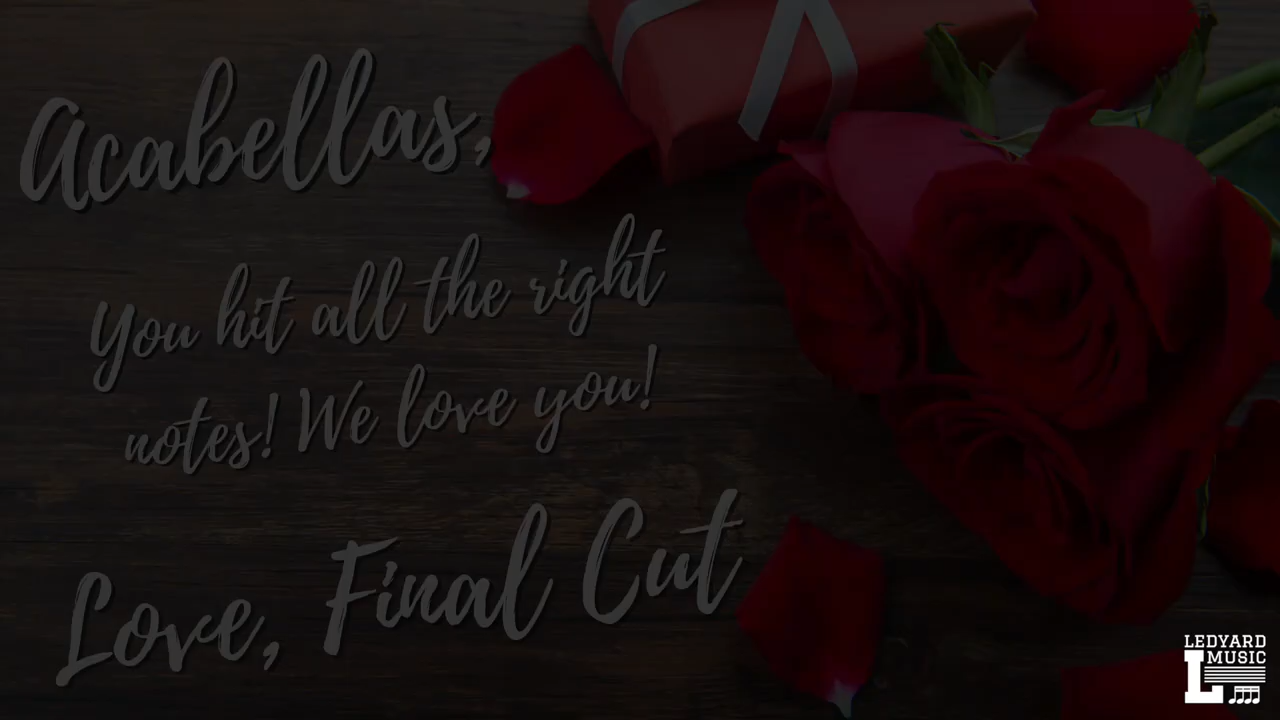 Acabellas,
You hit all the right
notes! We love you!
Love, Final Cut
LEDYARD
MUSIC
L